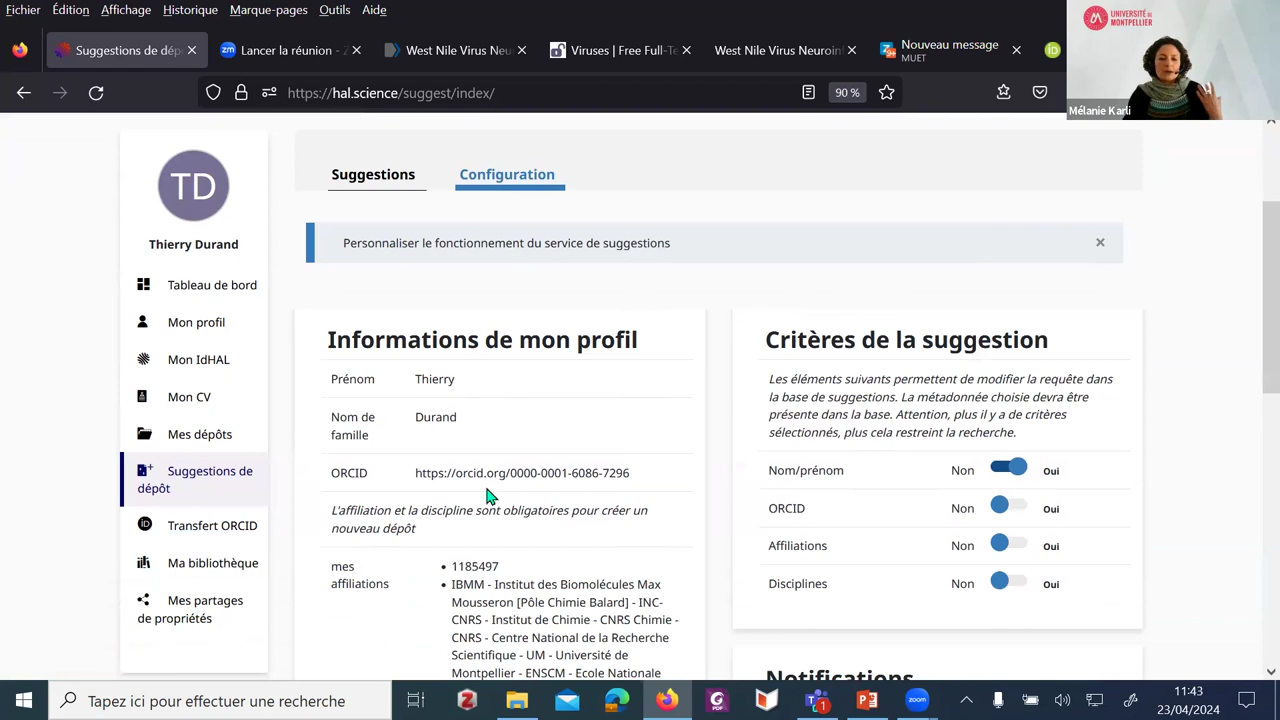 Fichier Édition Affichage Historique Marque-pages Outils Aide
UNIVERSITÉ DE
MONTPELLIER
Suggestions de dép
zm Lancer la réunion - Z
West Nile Virus Neu
Viruses | Free Full-Te
West Nile Virus Neuroinf
Nouveau message
MUET
iD
https://hal.science/suggest/index/
90 %
Mélanie Karli
Suggestions
Configuration
TD
Thierry Durand
Personnaliser le fonctionnement du service de suggestions
Tableau de bord
Mon profil
Mon IdHAL
Mon CV
Mes dépôts
Suggestions de
dépôt
Transfert ORCID
Ma bibliothèque
Mes partages
de propriétés
Informations de mon profil
Prénom Thierry
Nom de
famille Durand
ORCID https://orcid.org/0000-0001-6086-7296
L'affiliation et la discipline sont obligatoires pour créer un
nouveau dépôt
mes
affiliations
• 1185497
• IBMM - Institut des Biomolécules Max
Mousseron [Pôle Chimie Balard] - INC-
CNRS - Institut de Chimie - CNRS Chimie -
CNRS - Centre National de la Recherche
Scientifique - UM - Université de
Montpellier - ENSCM - Ecole Nationale
Critères de la suggestion
Les éléments suivants permettent de modifier la requête dans
la base de suggestions. La métadonnée choisie devra être
présente dans la base. Attention, plus il y a de critères
sélectionnés, plus cela restreint la recherche.
Nom/prénom Non Oui
ORCID Non Oui
Affiliations Non Oui
Disciplines Non Oui
Notifications
Tapez ici pour effectuer une recherche
11:43
23/04/2024